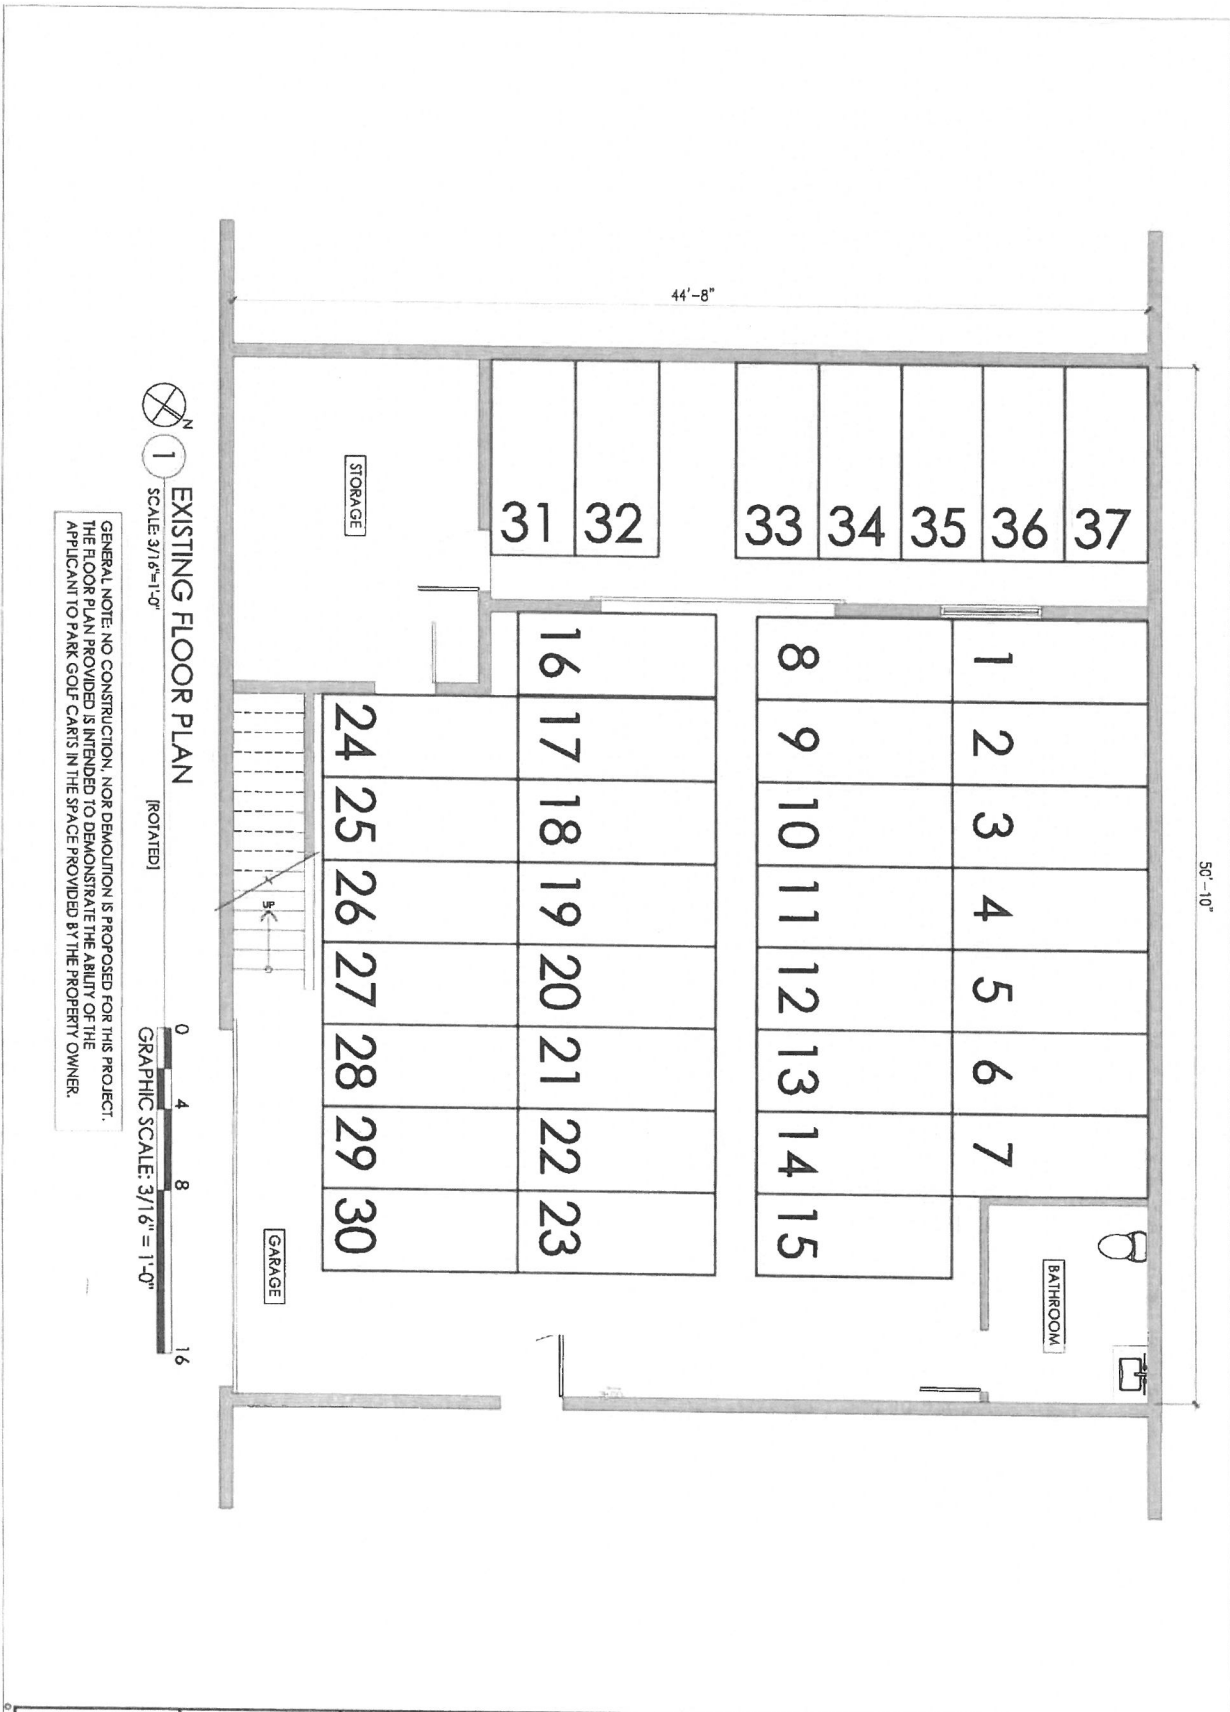 44'-8"
50'-10"
31 32 33 34 35 36 37
STORAGE
16 8 1
24 17 9 2
25 18 10 3
26 19 11 4
UP
27 20 12 5
28 21 13 6
29 22 14 7
30 23 15
GARAGE
BATHROOM
N
1
EXISTING FLOOR PLAN
SCALE: 3/16"=1'-0"
[ROTATED]
0 4 8 16
GRAPHIC SCALE: 3/16" = 1'-0"
GENERAL NOTE: NO CONSTRUCTION, NOR DEMOLITION IS PROPOSED FOR THIS PROJECT.
THE FLOOR PLAN PROVIDED IS INTENDED TO DEMONSTRATE THE ABILITY OF THE
APPLICANT TO PARK GOLF CARTS IN THE SPACE PROVIDED BY THE PROPERTY OWNER.